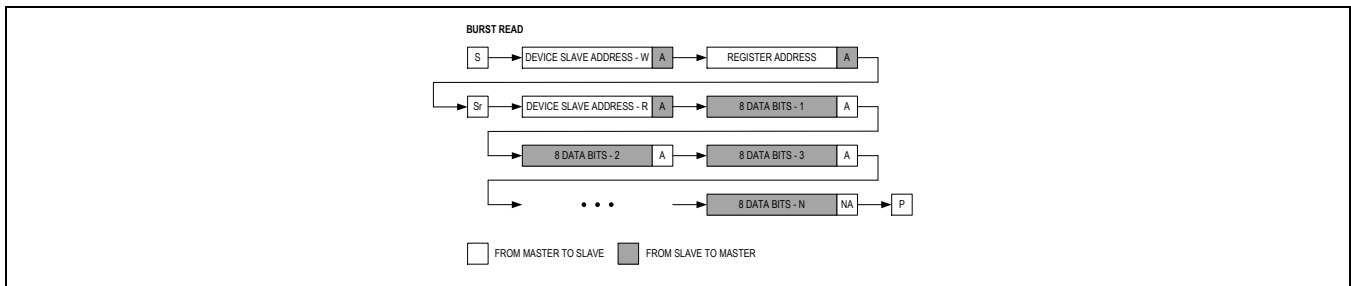 BURST READ
S DEVICE SLAVE ADDRESS - W A REGISTER ADDRESS A
Sr DEVICE SLAVE ADDRESS - R A 8 DATA BITS - 1 A
8 DATA BITS - 2 A 8 DATA BITS - 3 A
• • • 8 DATA BITS - N NA P
FROM MASTER TO SLAVE FROM SLAVE TO MASTER